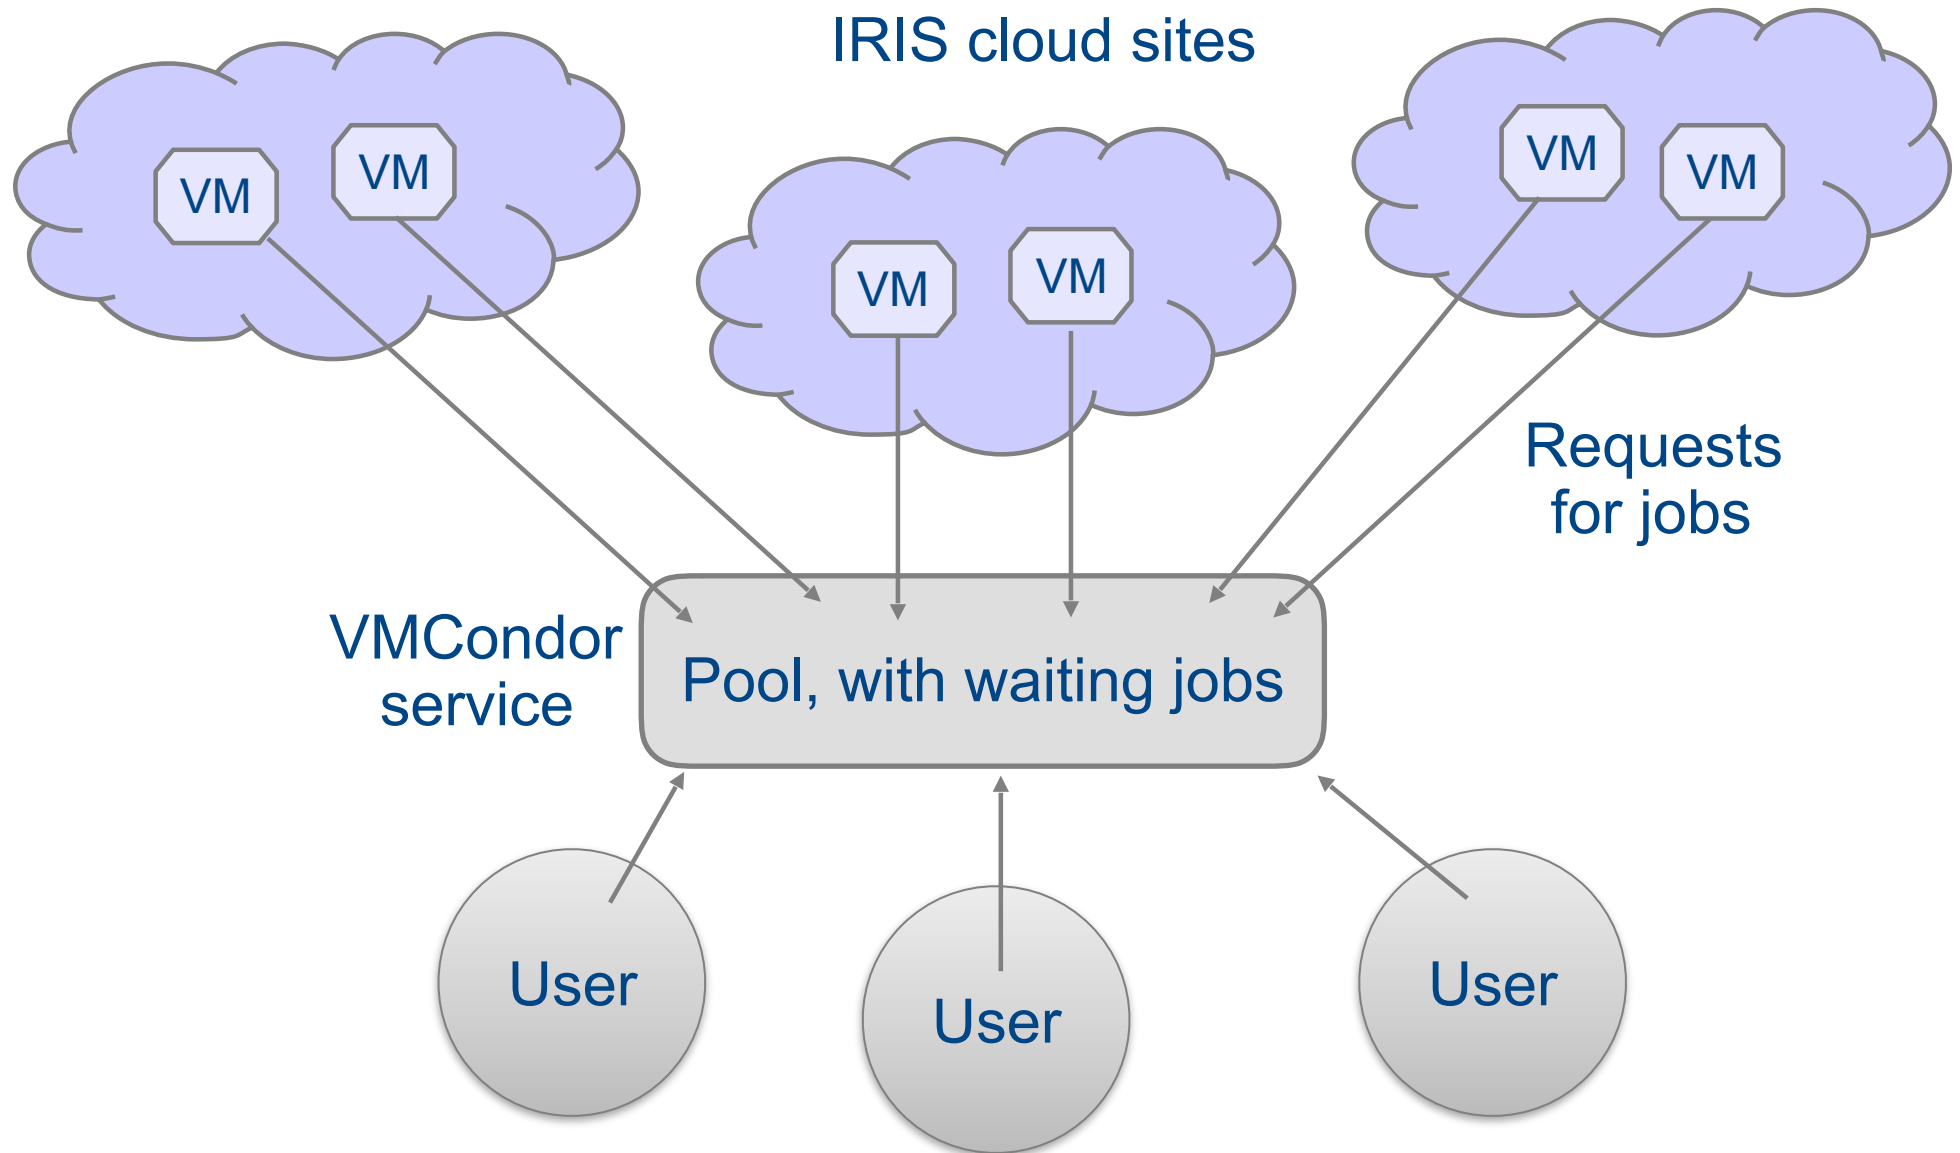 IRIS cloud sites
VM
VM
VM
VM
VM
VM
Requests
for jobs
VMCondor
service
Pool, with waiting jobs
User
User
User